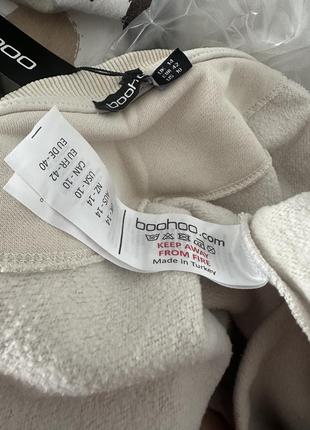 boohoo
UK 14
EU 42
US 10
boohoo
boohoo.com
KEEP AWAY
FROM FIRE
Made in Turkey
AUS - 14
NZ - 14
USA - 10
CAN - 10
EU FR - 42
EU DE - 40